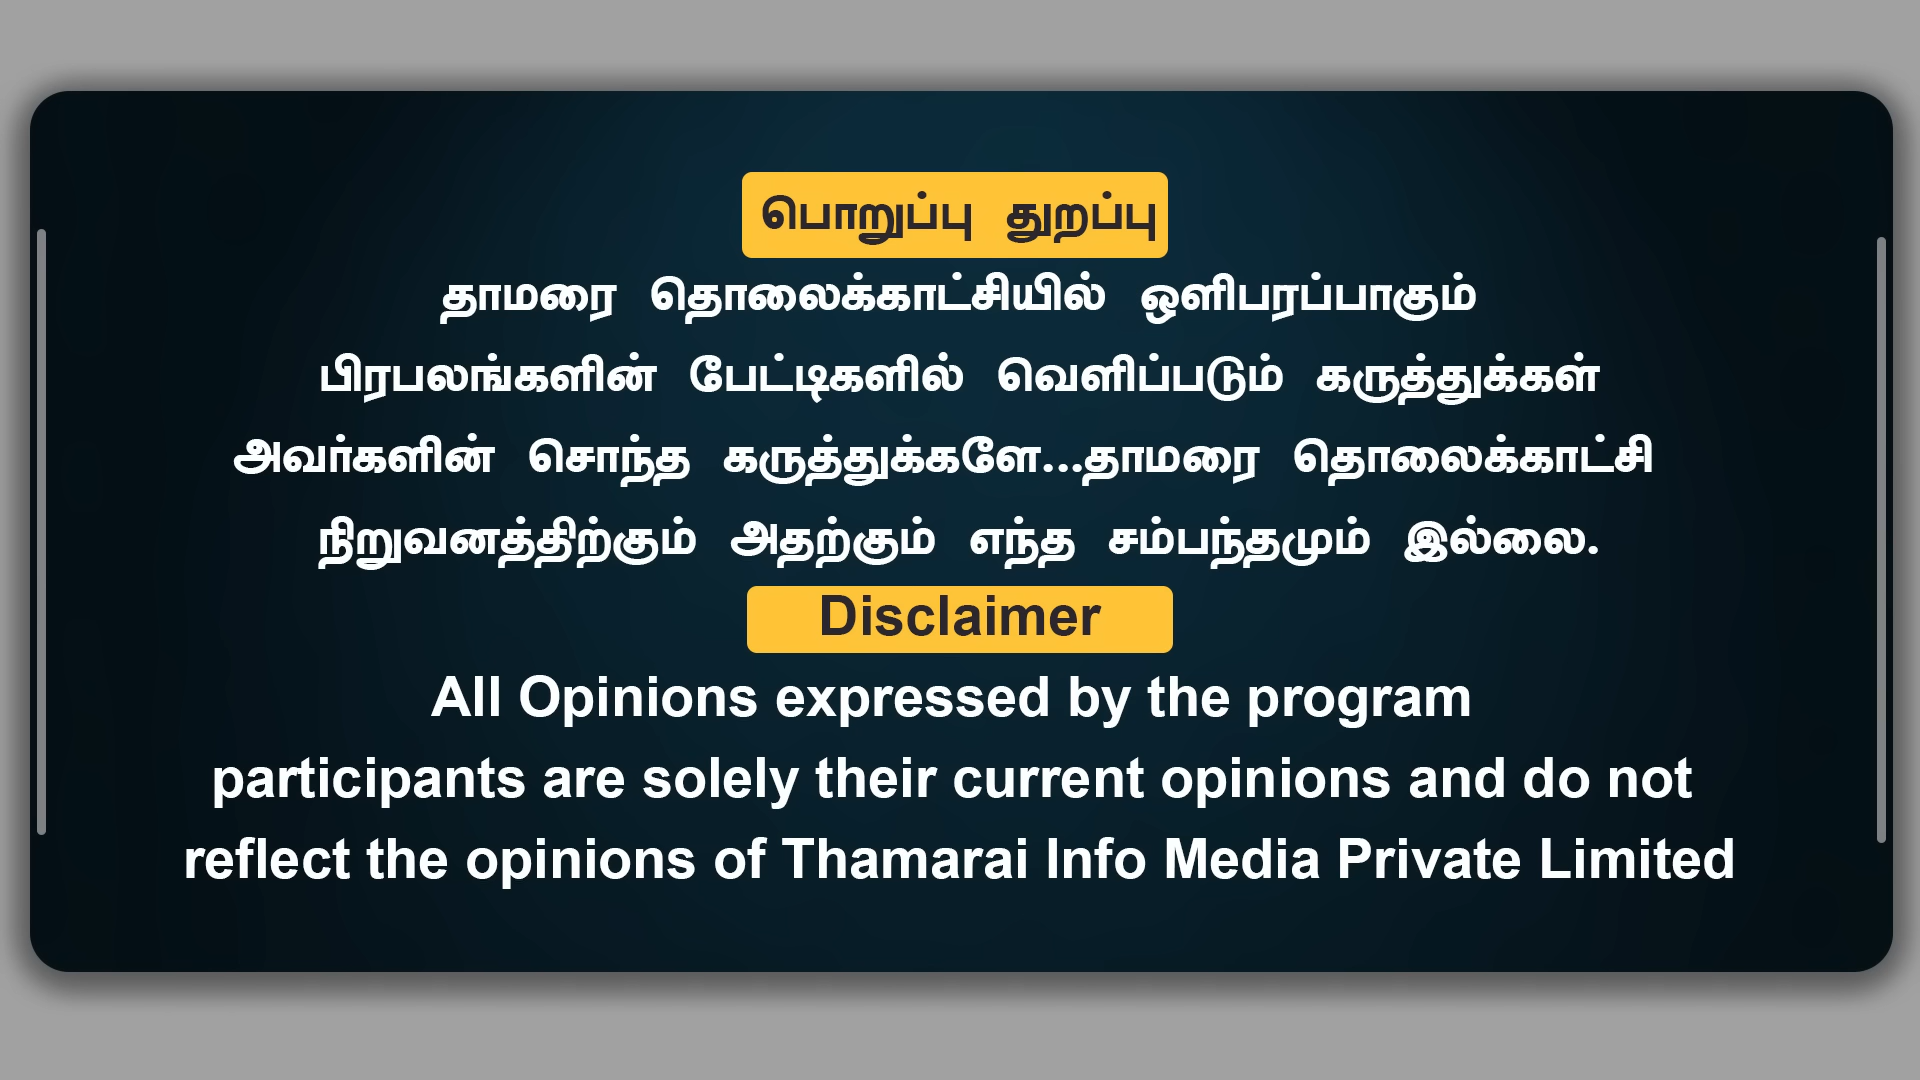 பொறுப்பு துறப்பு
தாமரை தொலைக்காட்சியில் ஒளிபரப்பாகும்
பிரபலங்களின் பேட்டிகளில் வெளிப்படும் கருத்துக்கள்
அவர்களின் சொந்த கருத்துக்களே...தாமரை தொலைக்காட்சி
நிறுவனத்திற்கும் அதற்கும் எந்த சம்பந்தமும் இல்லை.
Disclaimer
All Opinions expressed by the program
participants are solely their current opinions and do not
reflect the opinions of Thamarai Info Media Private Limited